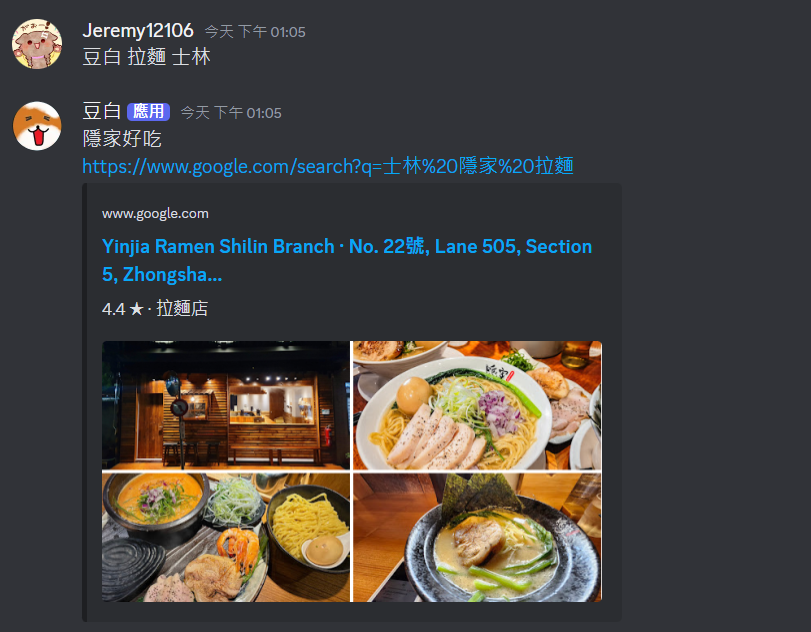 Jeremy12106 今天 下午 01:05
豆白 拉麵 士林
豆白 應用 今天 下午 01:05
隱家好吃
https://www.google.com/search?q=士林%20隱家%20拉麵
www.google.com
Yinjia Ramen Shilin Branch · No. 22號, Lane 505, Section
5, Zhongsha...
4.4 ★ · 拉麵店